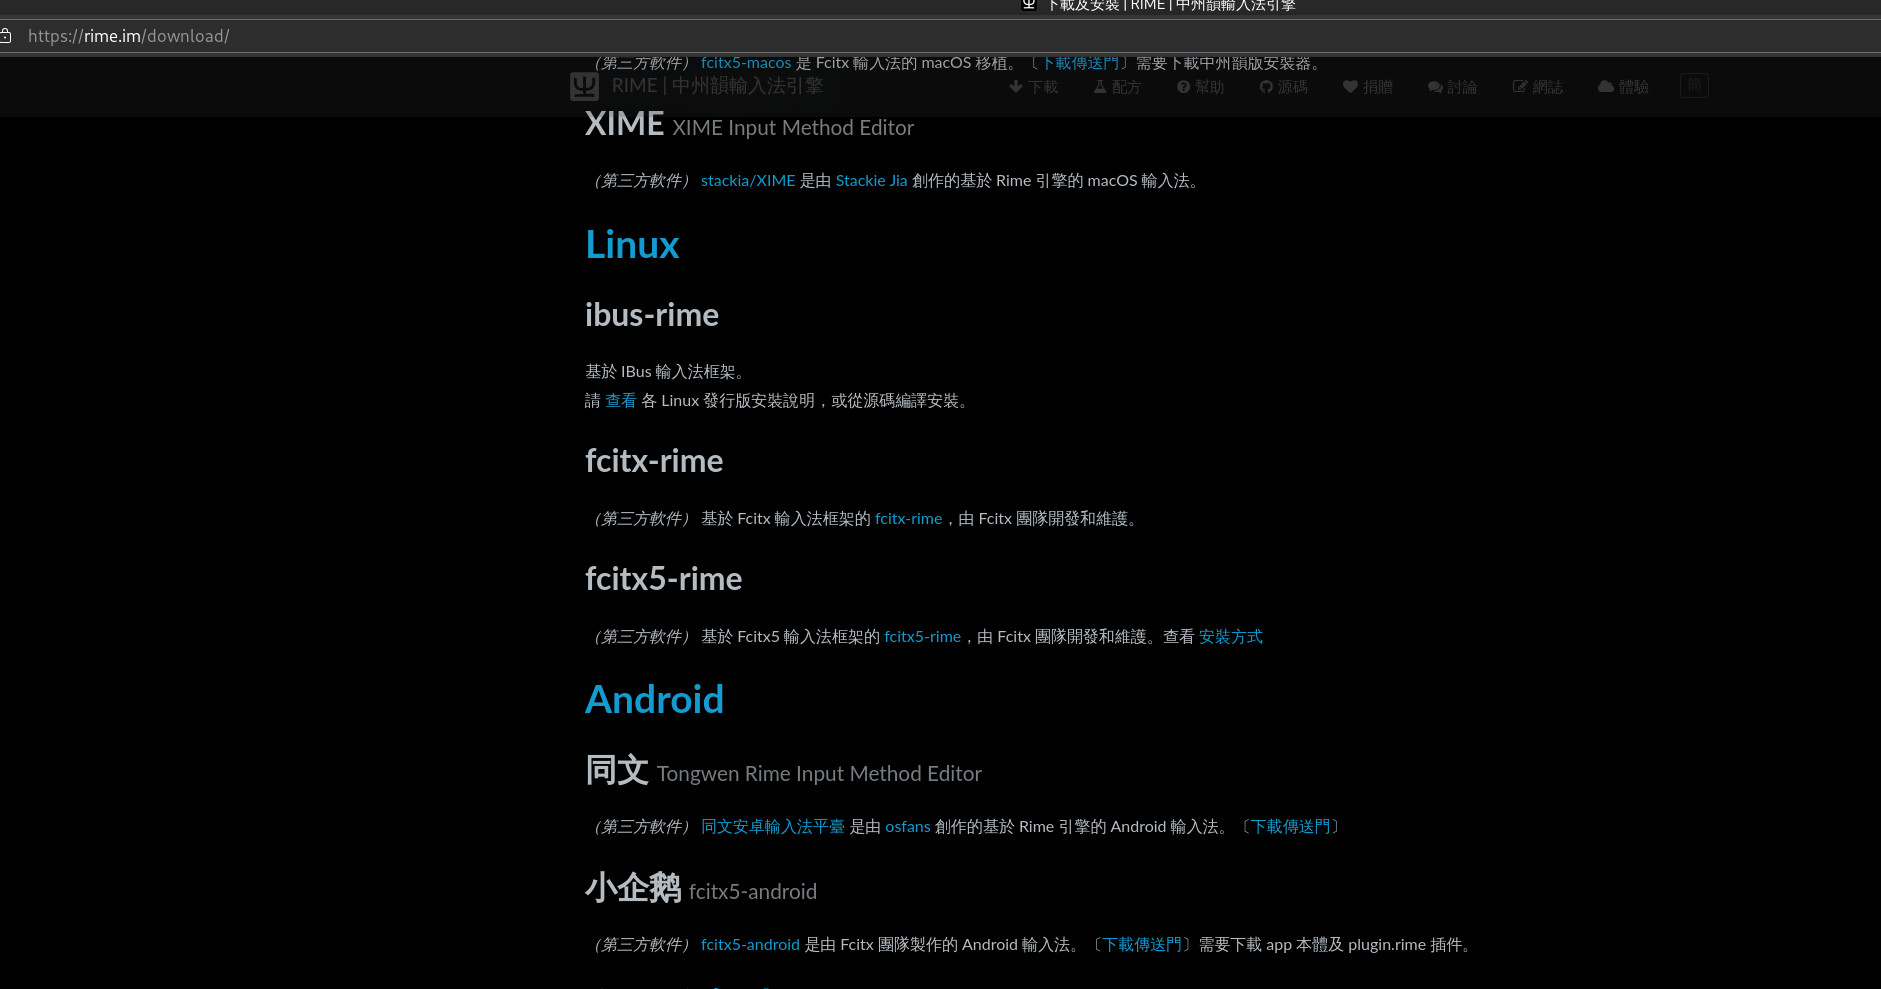 下載及安裝 | RIME | 中州韻輸入法引擎
https://rime.im/download/
（第三方軟件） fcitx5-macos 是 Fcitx 輸入法的 macOS 移植。〔下載傳送門〕需要下載中州韻版安裝器。
RIME | 中州韻輸入法引擎 下載 配方 幫助 源碼 捐贈 討論 網誌 體驗 簡
XIME XIME Input Method Editor
（第三方軟件） stackia/XIME 是由 Stackie Jia 創作的基於 Rime 引擎的 macOS 輸入法。
Linux
ibus-rime
基於 IBus 輸入法框架。
請 查看 各 Linux 發行版安裝說明，或從源碼編譯安裝。
fcitx-rime
（第三方軟件） 基於 Fcitx 輸入法框架的 fcitx-rime，由 Fcitx 團隊開發和維護。
fcitx5-rime
（第三方軟件） 基於 Fcitx5 輸入法框架的 fcitx5-rime，由 Fcitx 團隊開發和維護。查看 安裝方式
Android
同文 Tongwen Rime Input Method Editor
（第三方軟件） 同文安卓輸入法平臺 是由 osfans 創作的基於 Rime 引擎的 Android 輸入法。〔下載傳送門〕
小企鹅 fcitx5-android
（第三方軟件） fcitx5-android 是由 Fcitx 團隊製作的 Android 輸入法。〔下載傳送門〕需要下載 app 本體及 plugin.rime 插件。